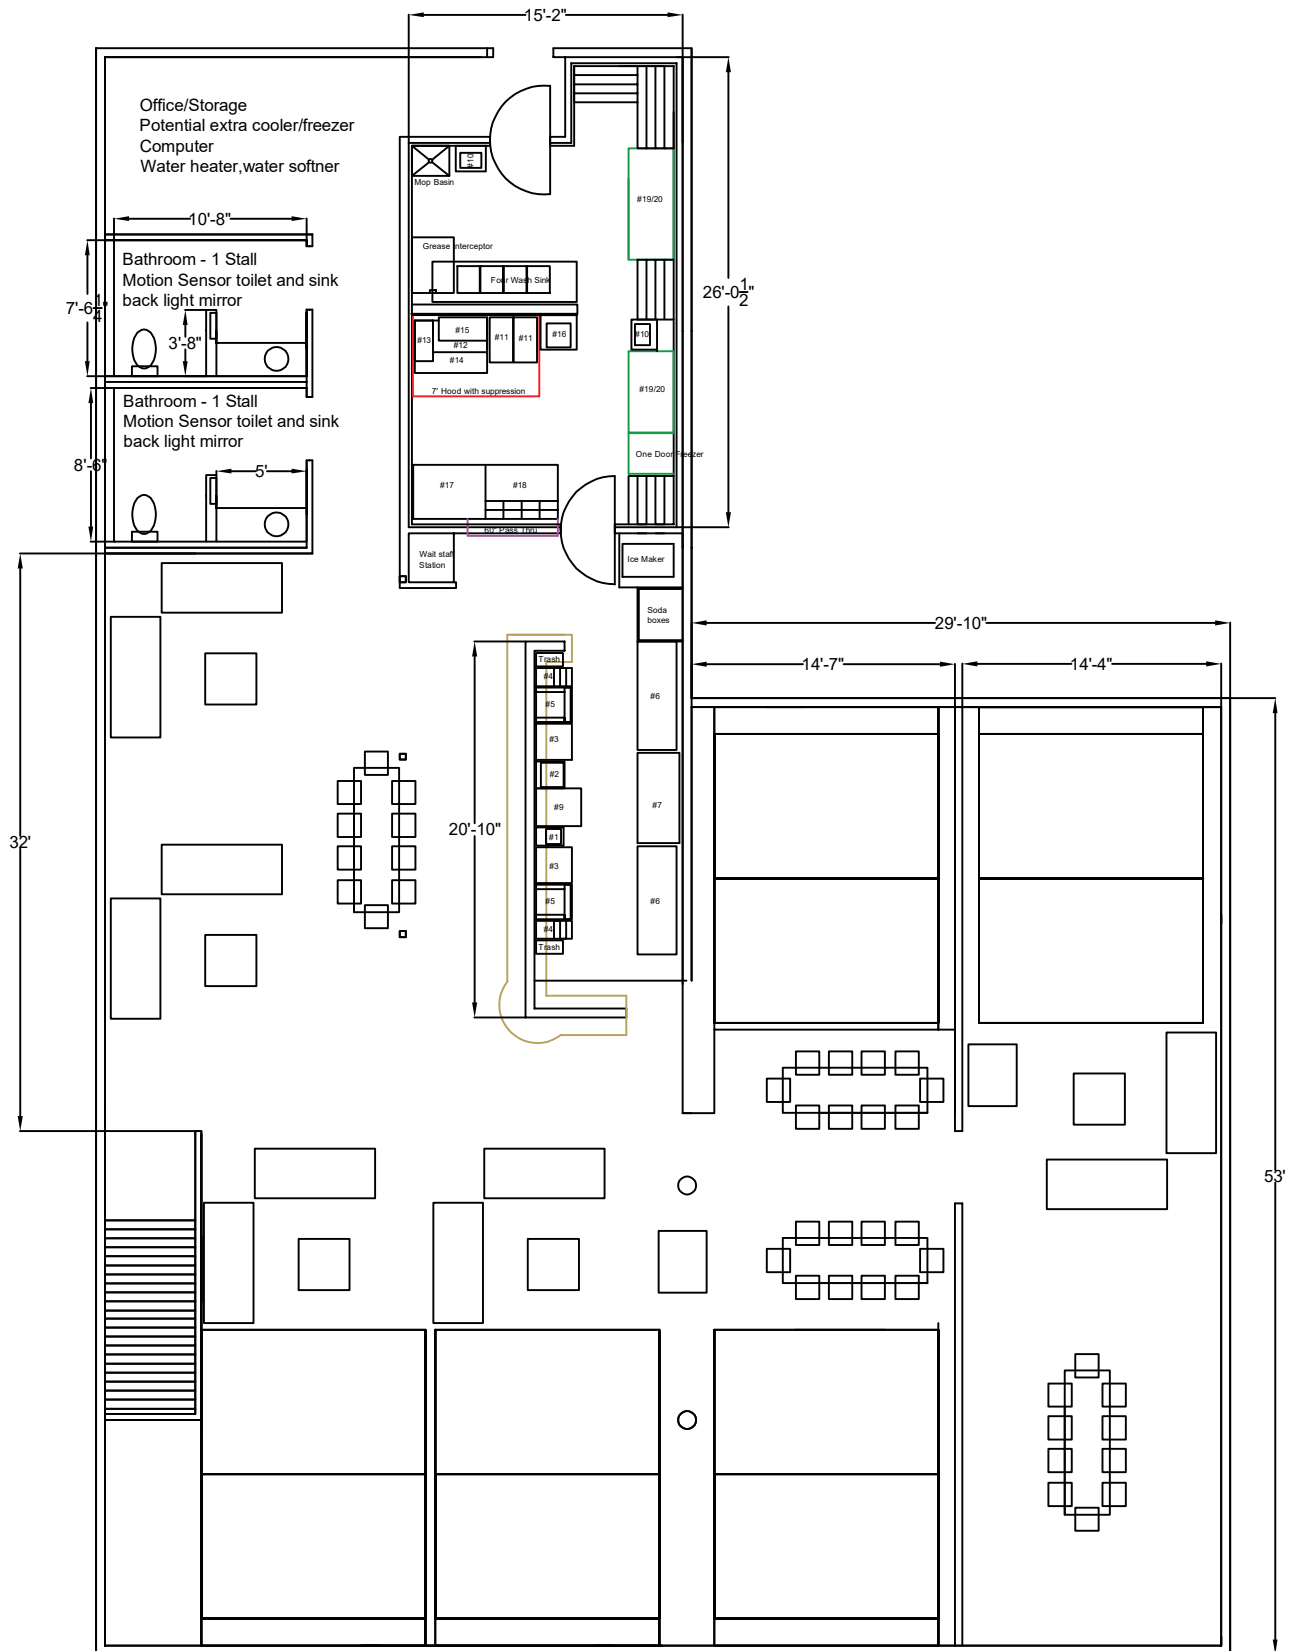 15'-2"
Office/Storage
Potential extra cooler/freezer
Computer
Water heater,water softner
#10
Mop Basin
#19/20
10'-8"
Grease Interceptor
Bathroom - 1 Stall
Motion Sensor toilet and sink
back light mirror
Four Wash Sink
26'-0 1/2"
7'-6 1/4"
3'-8"
#13
#15
#12
#14
#11
#11
#16
#10
7' Hood with suppression
#19/20
Bathroom - 1 Stall
Motion Sensor toilet and sink
back light mirror
One Door Freezer
8'-6"
5'
#17
#18
60" Pass Thru
Wait staff
Station
Ice Maker
Soda
boxes
29'-10"
14'-7"
14'-4"
Trash
#4
#5
#3
#2
#9
#1
#3
#5
#4
Trash
#6
#7
#6
20'-10"
32'
53'